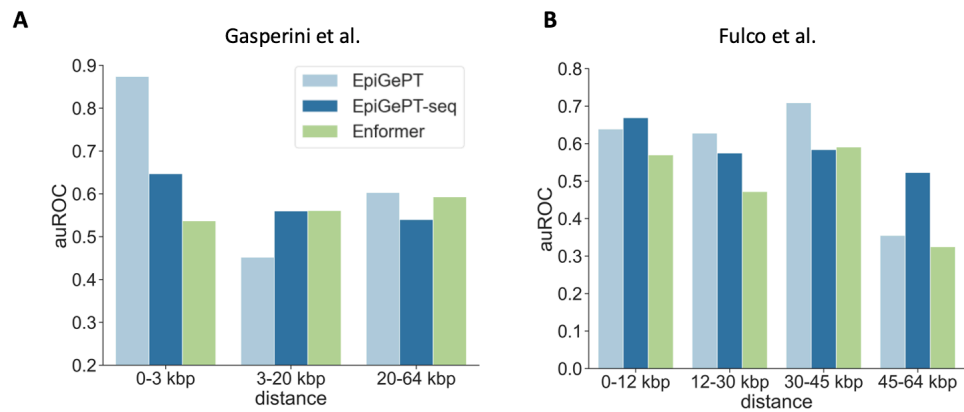 A
Gasperini et al.
0.9
0.8
0.7
0.6
0.5
0.4
0.3
0.2
auROC
EpiGePT
EpiGePT-seq
Enformer
0-3 kbp
3-20 kbp
20-64 kbp
distance
B
Fulco et al.
0.8
0.7
0.6
0.5
0.4
0.3
0.2
0.1
0.0
auROC
0-12 kbp
12-30 kbp
30-45 kbp
45-64 kbp
distance